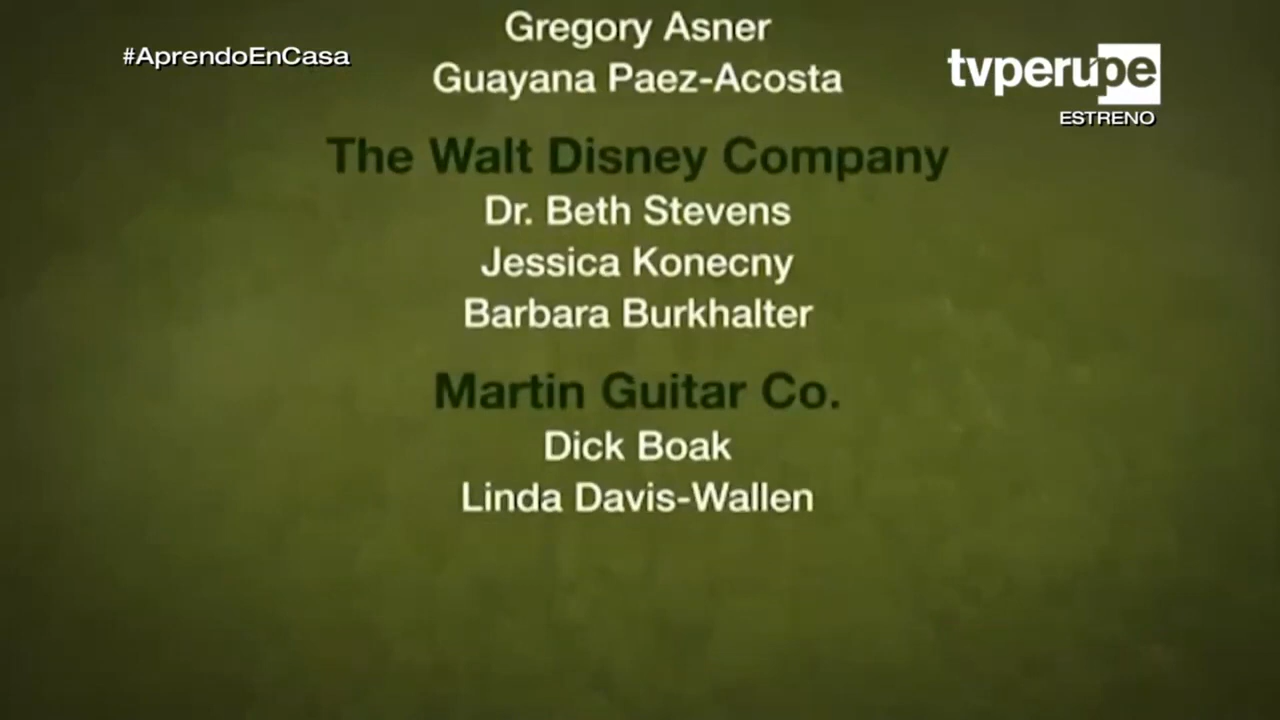 Gregory Asner
#AprendoEnCasa
tvperupe
Guayana Paez-Acosta
ESTRENO
The Walt Disney Company
Dr. Beth Stevens
Jessica Konecny
Barbara Burkhalter
Martin Guitar Co.
Dick Boak
Linda Davis-Wallen